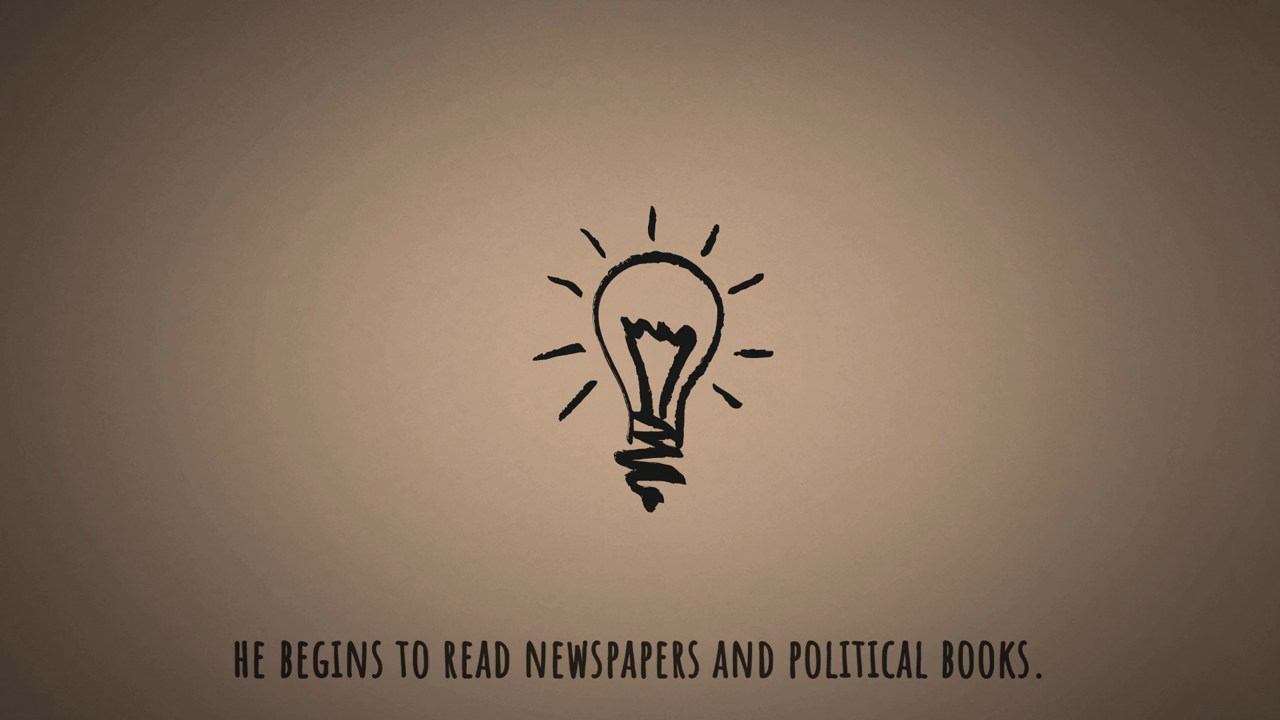 HE BEGINS TO READ NEWSPAPERS AND POLITICAL BOOKS.